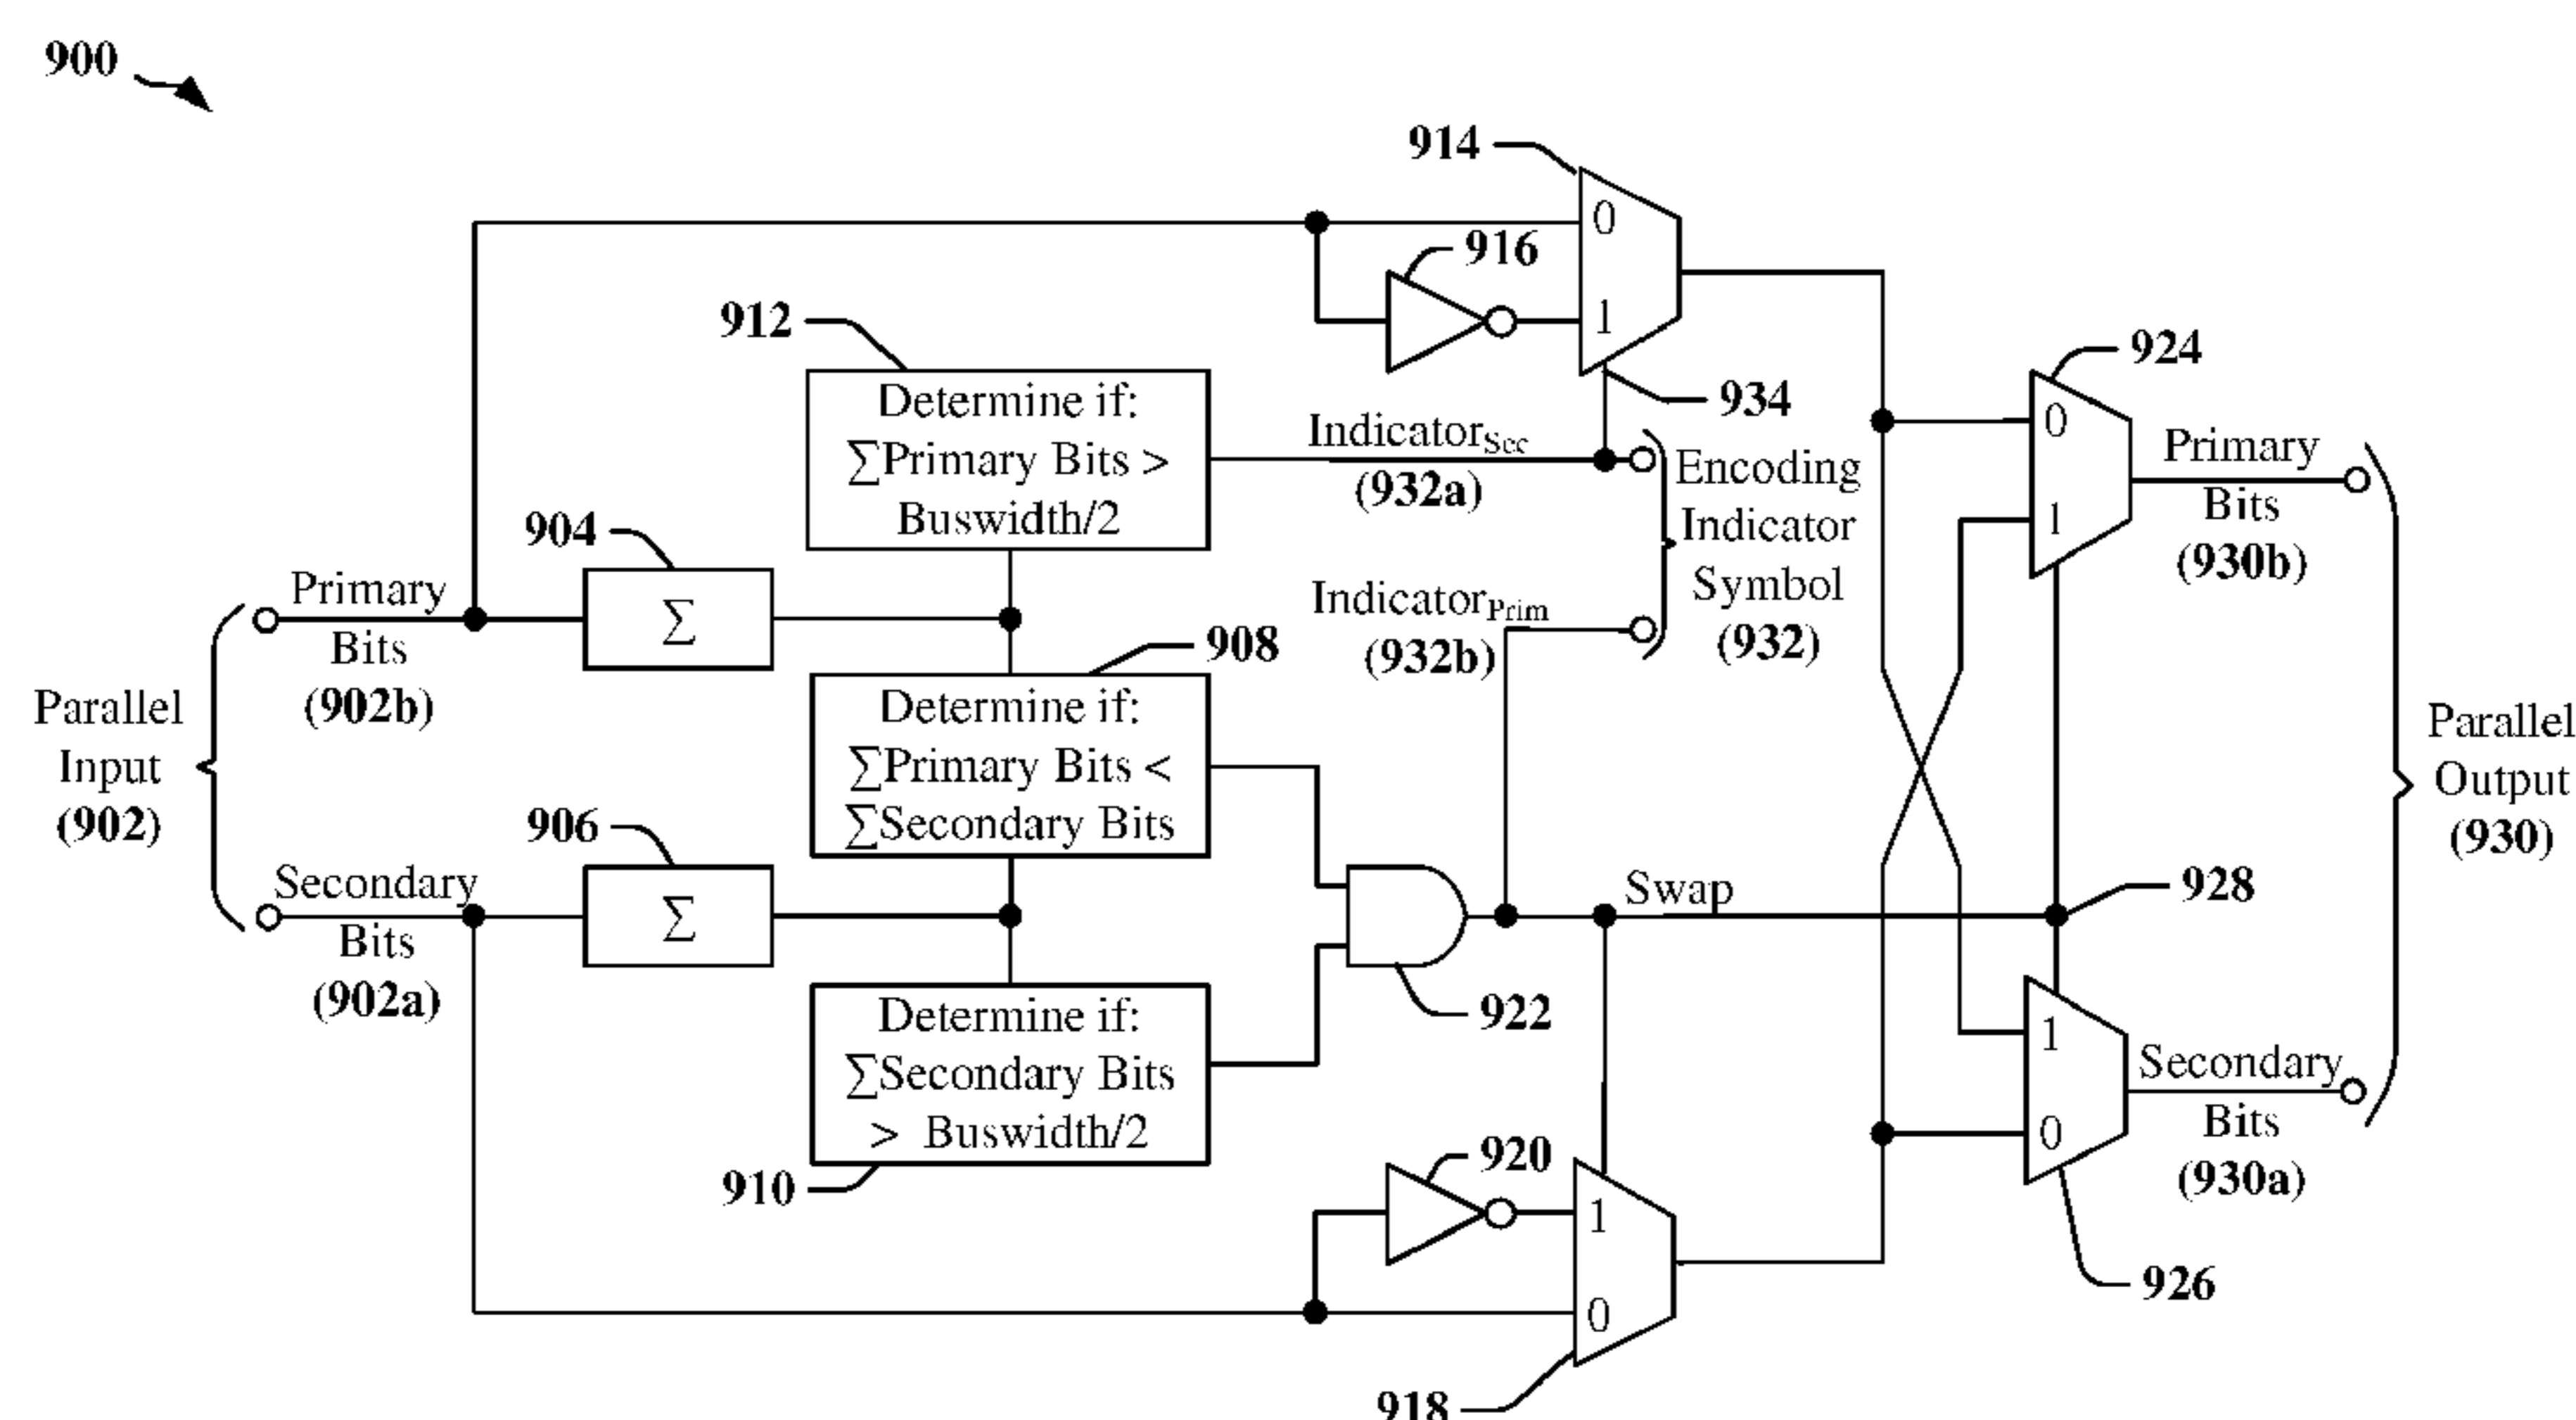 900
914
0
916
1
912
Determine if:
∑Primary Bits >
Buswidth/2
934
IndicatorSec
(932a)
Encoding
Indicator
Symbol
(932)
IndicatorPrim
(932b)
924
0
1
Primary
Bits
(930b)
904
∑
Primary
Bits
(902b)
908
Determine if:
∑Primary Bits <
∑Secondary Bits
Parallel
Input
(902)
906
∑
Secondary
Bits
(902a)
Swap
928
922
Parallel
Output
(930)
Determine if:
∑Secondary Bits
> Buswidth/2
910
1
0
Secondary
Bits
(930a)
926
920
1
0
918